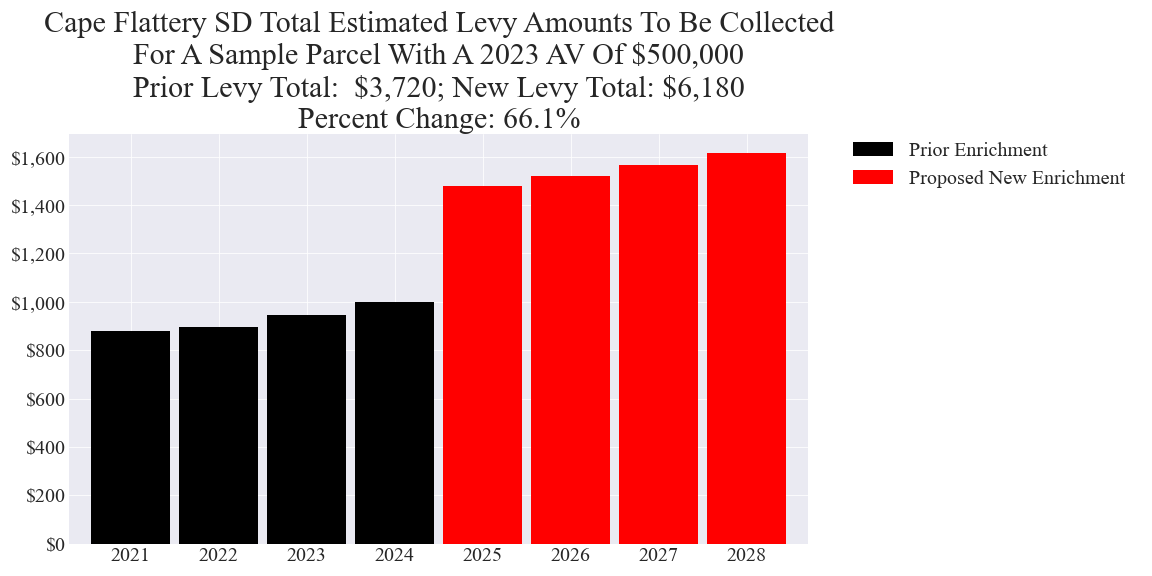 Cape Flattery SD Total Estimated Levy Amounts To Be Collected
For A Sample Parcel With A 2023 AV Of $500,000
Prior Levy Total:  $3,720; New Levy Total: $6,180
Percent Change: 66.1%
Prior Enrichment
Proposed New Enrichment
$1,600
$1,400
$1,200
$1,000
$800
$600
$400
$200
$0
2021 2022 2023 2024 2025 2026 2027 2028